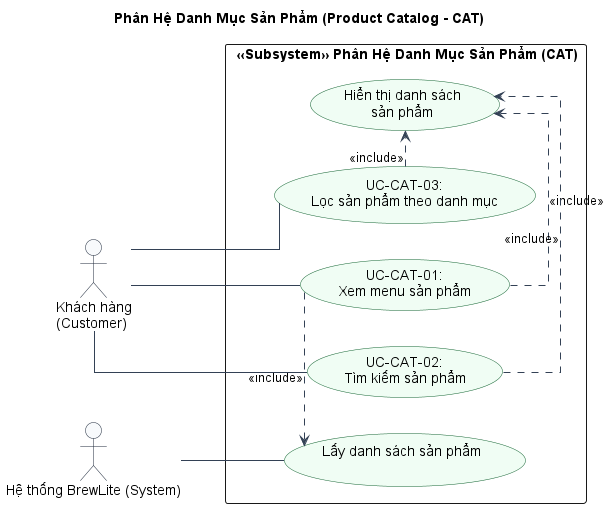 Phân Hệ Danh Mục Sản Phẩm (Product Catalog - CAT)
«Subsystem» Phân Hệ Danh Mục Sản Phẩm (CAT)
Hiển thị danh sách
sản phẩm
«include»
UC-CAT-03:
Lọc sản phẩm theo danh mục
«include»
«include»
UC-CAT-01:
Xem menu sản phẩm
Khách hàng
(Customer)
UC-CAT-02:
Tìm kiếm sản phẩm
«include»
Lấy danh sách sản phẩm
Hệ thống BrewLite (System)